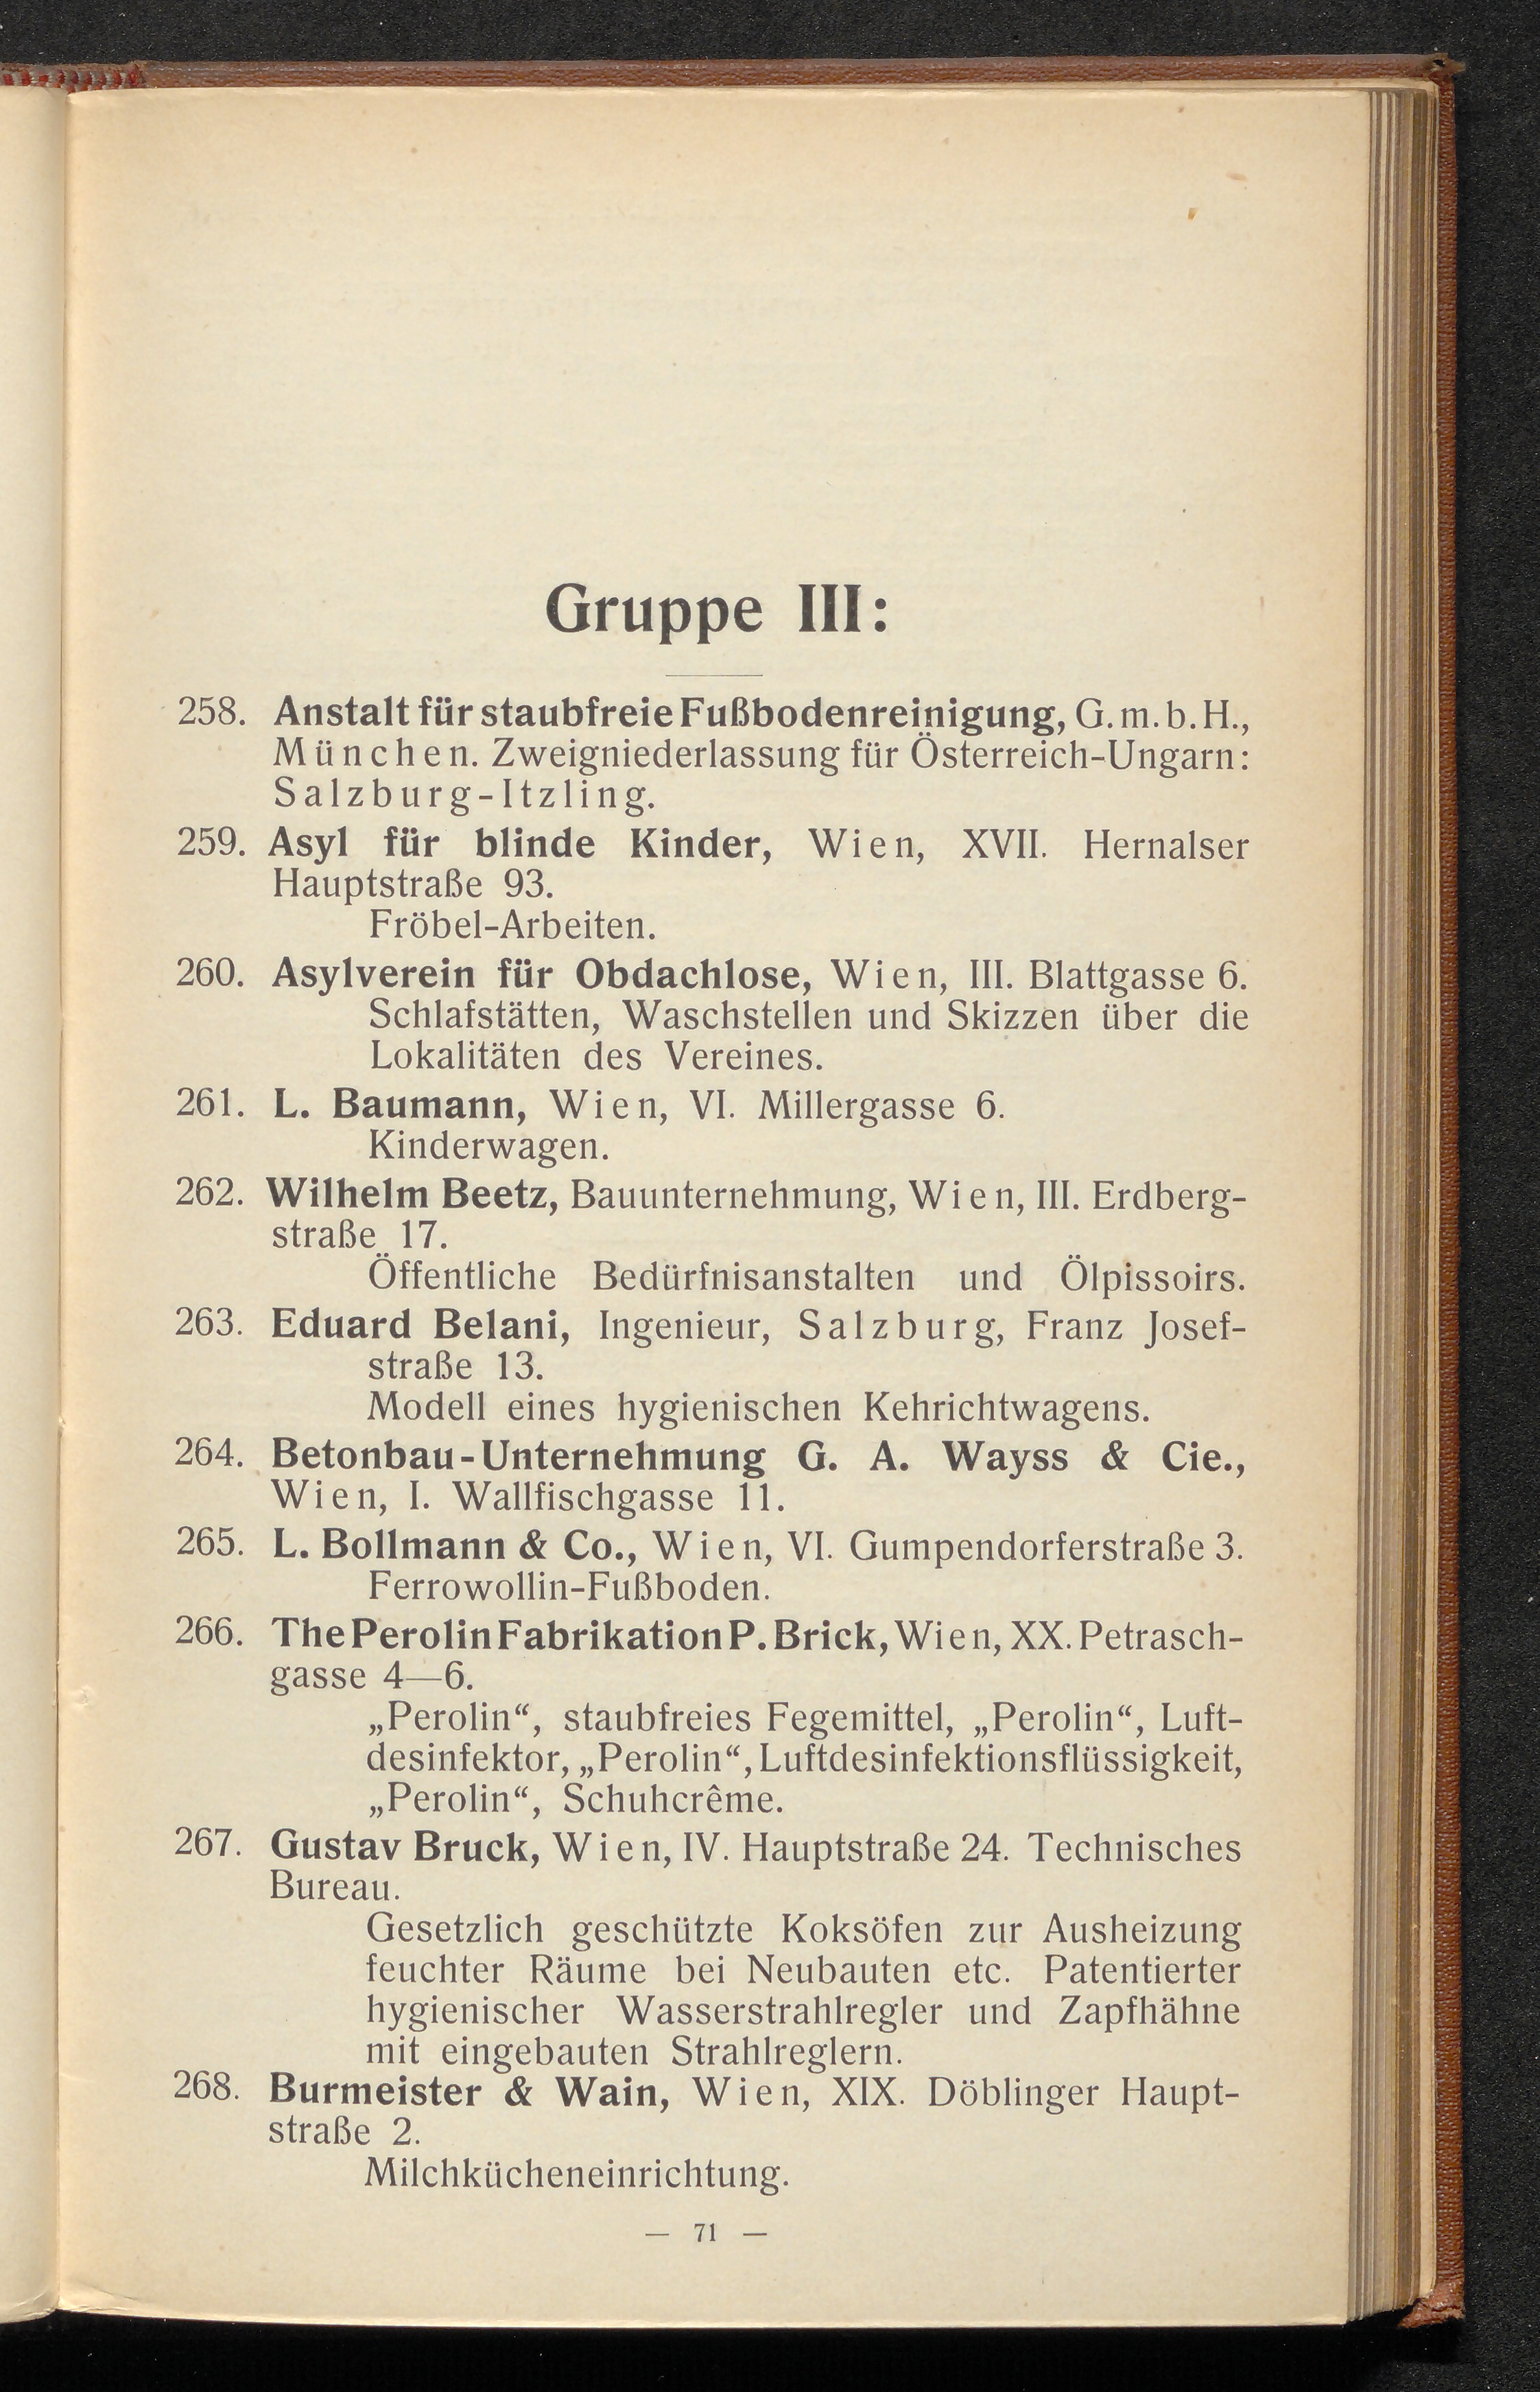 Gruppe III:
258. Anstalt für staubfreie Fußbodenreinigung, G. m. b. H.,
München. Zweigniederlassung für Österreich-Ungarn:
Salzburg-Itzling.
259. Asyl für blinde Kinder, Wien, XVII. Hernalser
Hauptstraße 93.
Fröbel-Arbeiten.
260. Asylverein für Obdachlose, Wien, III. Blattgasse 6.
Schlafstätten, Waschstellen und Skizzen über die
Lokalitäten des Vereines.
261. L. Baumann, Wien, VI. Millergasse 6.
Kinderwagen.
262. Wilhelm Beetz, Bauunternehmung, Wien, III. Erdberg-
straße 17.
Öffentliche Bedürfnisanstalten und Ölpissoirs.
263. Eduard Belani, Ingenieur, Salzburg, Franz Josef-
straße 13.
Modell eines hygienischen Kehrichtwagens.
264. Betonbau-Unternehmung G. A. Wayss & Cie.,
Wien, I. Wallfischgasse 11.
265. L. Bollmann & Co., Wien, VI. Gumpendorferstraße 3.
Ferrowollin-Fußboden.
266. The Perolin Fabrikation P. Brick, Wien, XX. Petrasch-
gasse 4—6.
„Perolin“, staubfreies Fegemittel, „Perolin“, Luft-
desinfektor, „Perolin“, Luftdesinfektionsflüssigkeit,
„Perolin“, Schuhcrême.
267. Gustav Bruck, Wien, IV. Hauptstraße 24. Technisches
Bureau.
Gesetzlich geschützte Koksöfen zur Ausheizung
feuchter Räume bei Neubauten etc. Patentierter
hygienischer Wasserstrahlregler und Zapfhähne
mit eingebauten Strahlreglern.
268. Burmeister & Wain, Wien, XIX. Döblinger Haupt-
straße 2.
Milchkücheneinrichtung.
— 71 —